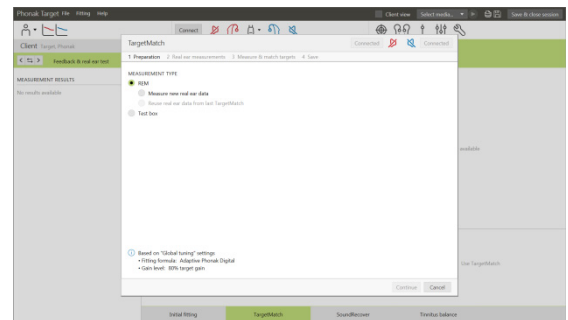 Phonak Target File Fitting Help
Client view Select media... Save & close session
Connect
Client Target, Phonak
Feedback & real ear test
MEASUREMENT RESULTS
No results available
TargetMatch
Connected Connected
1 Preparation 2 Real ear measurements 3 Measure & match targets 4 Save
MEASUREMENT TYPE
REM
Measure new real ear data
Reuse real ear data from last TargetMatch
Test box
available
Based on "Global tuning" settings
• Fitting formula: Adaptive Phonak Digital
• Gain level: 80% target gain
Use TargetMatch
Continue Cancel
Initial fitting TargetMatch SoundRecover Tinnitus balance